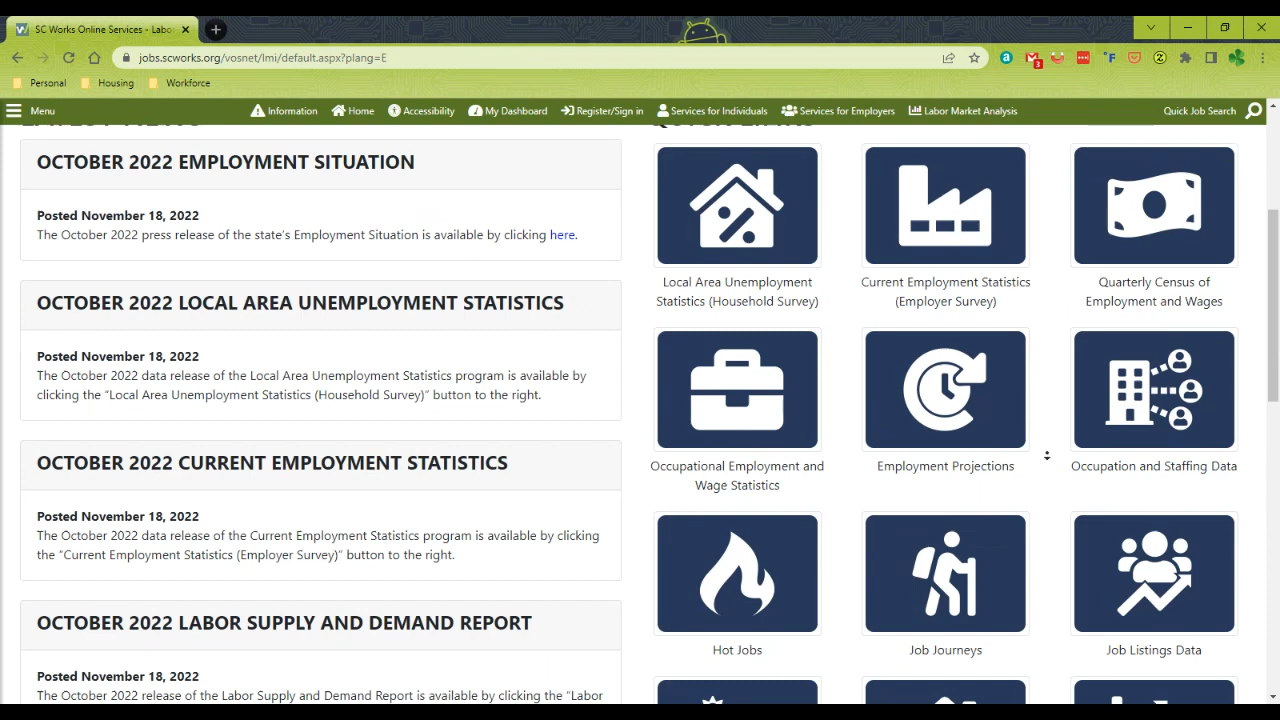 SC Works Online Services - Labo
jobs.scworks.org/vosnet/lmi/default.aspx?plang=E
3
Personal
Housing
Workforce
Menu
Information
Home
Accessibility
My Dashboard
Register/Sign in
Services for Individuals
Services for Employers
Labor Market Analysis
Quick Job Search
OCTOBER 2022 EMPLOYMENT SITUATION
Posted November 18, 2022
The October 2022 press release of the state's Employment Situation is available by clicking here.
OCTOBER 2022 LOCAL AREA UNEMPLOYMENT STATISTICS
Posted November 18, 2022
The October 2022 data release of the Local Area Unemployment Statistics program is available by
clicking the “Local Area Unemployment Statistics (Household Survey)” button to the right.
OCTOBER 2022 CURRENT EMPLOYMENT STATISTICS
Posted November 18, 2022
The October 2022 data release of the Current Employment Statistics program is available by clicking
the “Current Employment Statistics (Employer Survey)” button to the right.
OCTOBER 2022 LABOR SUPPLY AND DEMAND REPORT
Posted November 18, 2022
The October 2022 release of the Labor Supply and Demand Report is available by clicking the “Labor
Local Area Unemployment
Statistics (Household Survey)
Current Employment Statistics
(Employer Survey)
Quarterly Census of
Employment and Wages
Occupational Employment and
Wage Statistics
Employment Projections
Occupation and Staffing Data
Hot Jobs
Job Journeys
Job Listings Data